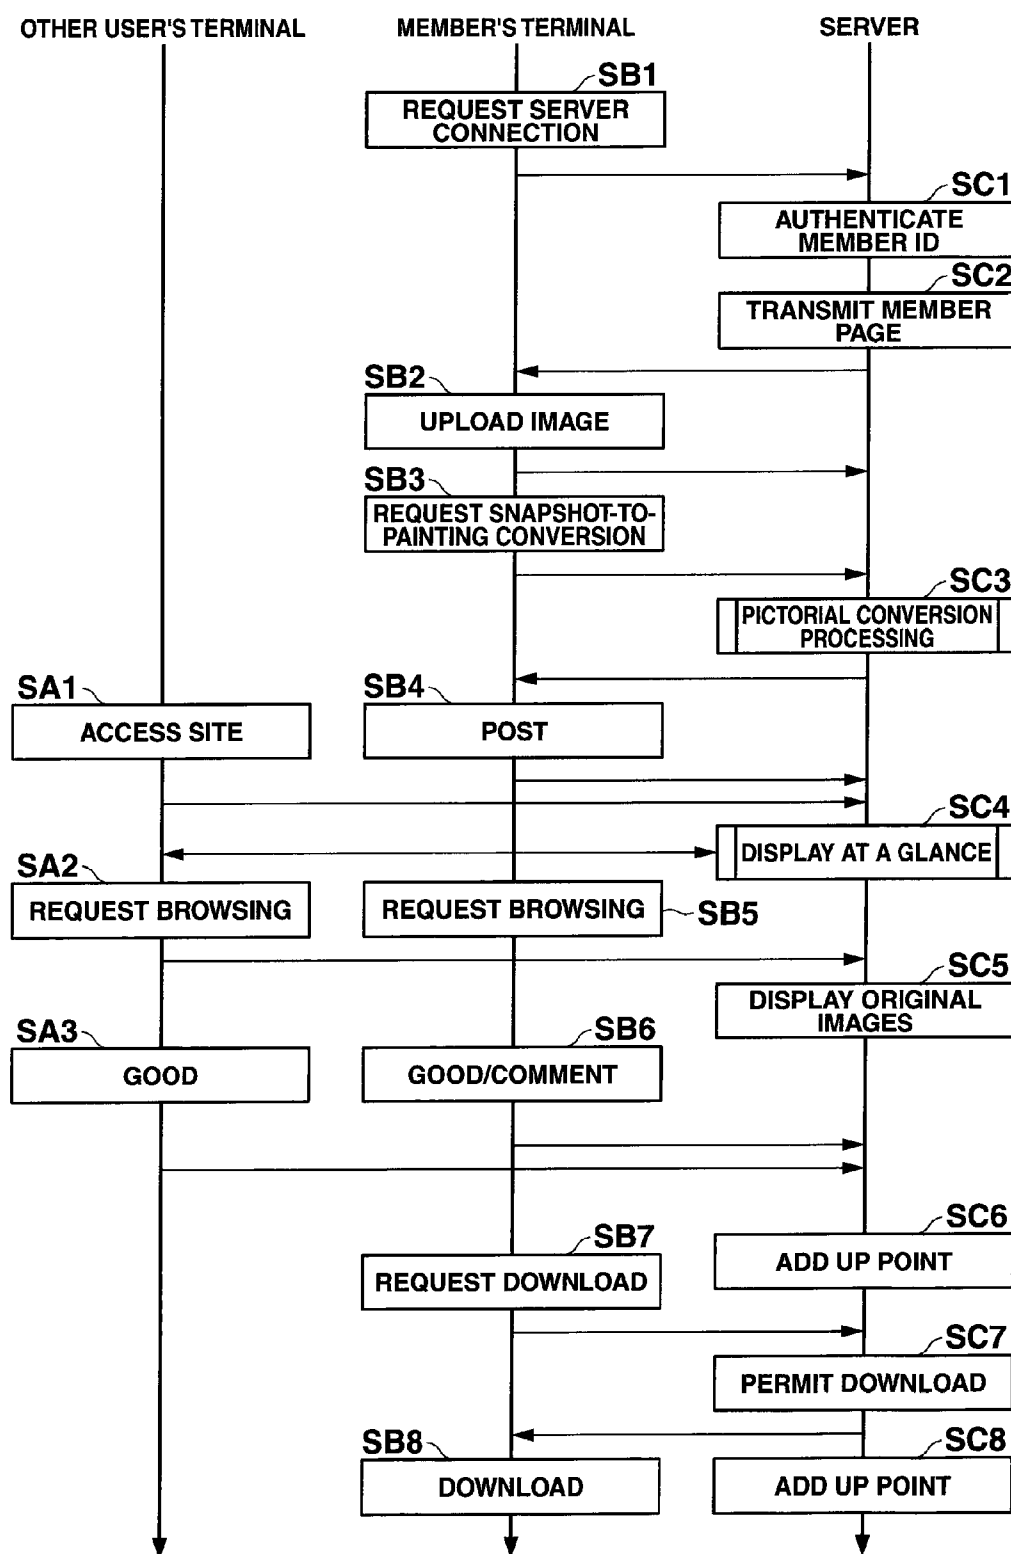 OTHER USER'S TERMINAL
MEMBER'S TERMINAL
SERVER
SB1
REQUEST SERVER
CONNECTION
SC1
AUTHENTICATE
MEMBER ID
SC2
TRANSMIT MEMBER
PAGE
SB2
UPLOAD IMAGE
SB3
REQUEST SNAPSHOT-TO-
PAINTING CONVERSION
SC3
PICTORIAL CONVERSION
PROCESSING
SA1
ACCESS SITE
SB4
POST
SC4
DISPLAY AT A GLANCE
SA2
REQUEST BROWSING
REQUEST BROWSING
SB5
SC5
DISPLAY ORIGINAL
IMAGES
SA3
GOOD
SB6
GOOD/COMMENT
SC6
ADD UP POINT
SB7
REQUEST DOWNLOAD
SC7
PERMIT DOWNLOAD
SB8
DOWNLOAD
SC8
ADD UP POINT